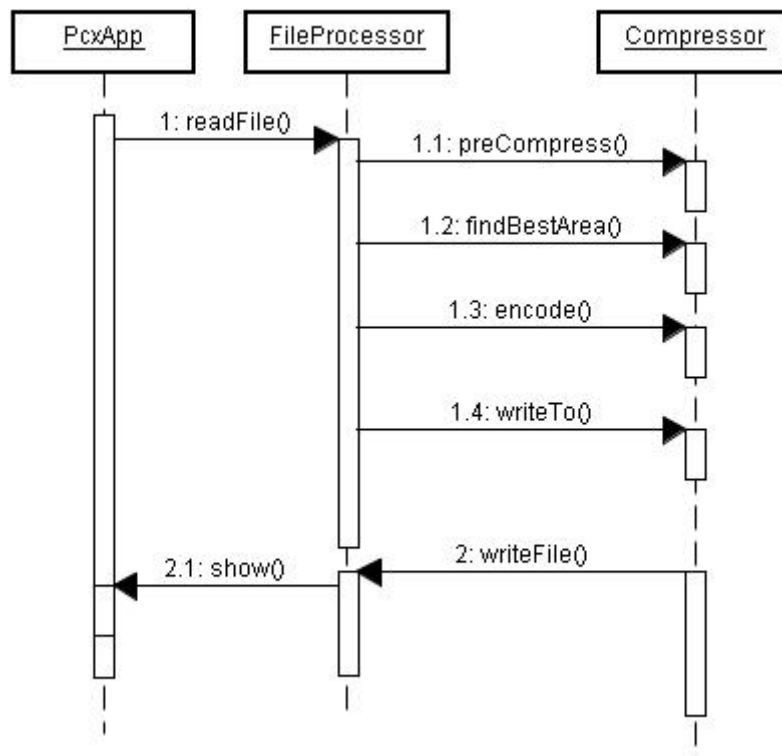 PcxApp
FileProcessor
Compressor
1: readFile()
1.1: preCompress()
1.2: findBestArea()
1.3: encode()
1.4: writeTo()
2: writeFile()
2.1: show()